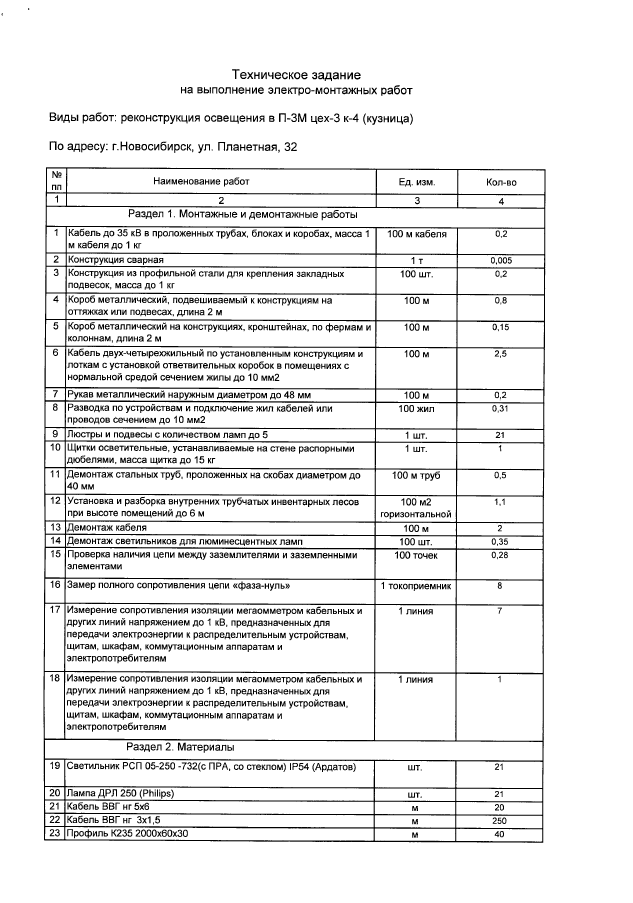 Техническое задание
на выполнение электро-монтажных работ
Виды работ: реконструкция освещения в П-3М цех-3 к-4 (кузница)
По адресу: г.Новосибирск, ул. Планетная, 32
№ пп Наименование работ Ед. изм. Кол-во
1 2 3 4
Раздел 1. Монтажные и демонтажные работы
1 Кабель до 35 кВ в проложенных трубах, блоках и коробах, масса 1 100 м кабеля 0,2
м кабеля до 1 кг
2 Конструкция сварная 1 т 0,005
3 Конструкция из профильной стали для крепления закладных 100 шт. 0,2
подвесок, масса до 1 кг
4 Короб металлический, подвешиваемый к конструкциям на 100 м 0,8
оттяжках или подвесах, длина 2 м
5 Короб металлический на конструкциях, кронштейнах, по фермам и 100 м 0,15
колоннам, длина 2 м
6 Кабель двух-четырехжильный по установленным конструкциям и 100 м 2,5
лоткам с установкой ответвительных коробок в помещениях с
нормальной средой сечением жилы до 10 мм2
7 Рукав металлический наружным диаметром до 48 мм 100 м 0,2
8 Разводка по устройствам и подключение жил кабелей или 100 жил 0,31
проводов сечением до 10 мм2
9 Люстры и подвесы с количеством ламп до 5 1 шт. 21
10 Щитки осветительные, устанавливаемые на стене распорными 1 шт. 1
дюбелями, масса щитка до 15 кг
11 Демонтаж стальных труб, проложенных на скобах диаметром до 100 м труб 0,5
40 мм
12 Установка и разборка внутренних трубчатых инвентарных лесов 100 м2 1,1
при высоте помещений до 6 м горизонтальной
13 Демонтаж кабеля 100 м 2
14 Демонтаж светильников для люминесцентных ламп 100 шт. 0,35
15 Проверка наличия цепи между заземлителями и заземленными 100 точек 0,28
элементами
16 Замер полного сопротивления цепи «фаза-нуль» 1 токоприемник 8
17 Измерение сопротивления изоляции мегаомметром кабельных и 1 линия 7
других линий напряжением до 1 кВ, предназначенных для
передачи электроэнергии к распределительным устройствам,
щитам, шкафам, коммутационным аппаратам и
электропотребителям
18 Измерение сопротивления изоляции мегаомметром кабельных и 1 линия 1
других линий напряжением до 1 кВ, предназначенных для
передачи электроэнергии к распределительным устройствам,
щитам, шкафам, коммутационным аппаратам и
электропотребителям
Раздел 2. Материалы
19 Светильник РСП 05-250 -732(с ПРА, со стеклом) IP54 (Ардатов) шт. 21
20 Лампа ДРЛ 250 (Philips) шт. 21
21 Кабель ВВГ нг 5х6 м 20
22 Кабель ВВГ нг 3х1,5 м 250
23 Профиль К235 2000х60х30 м 40